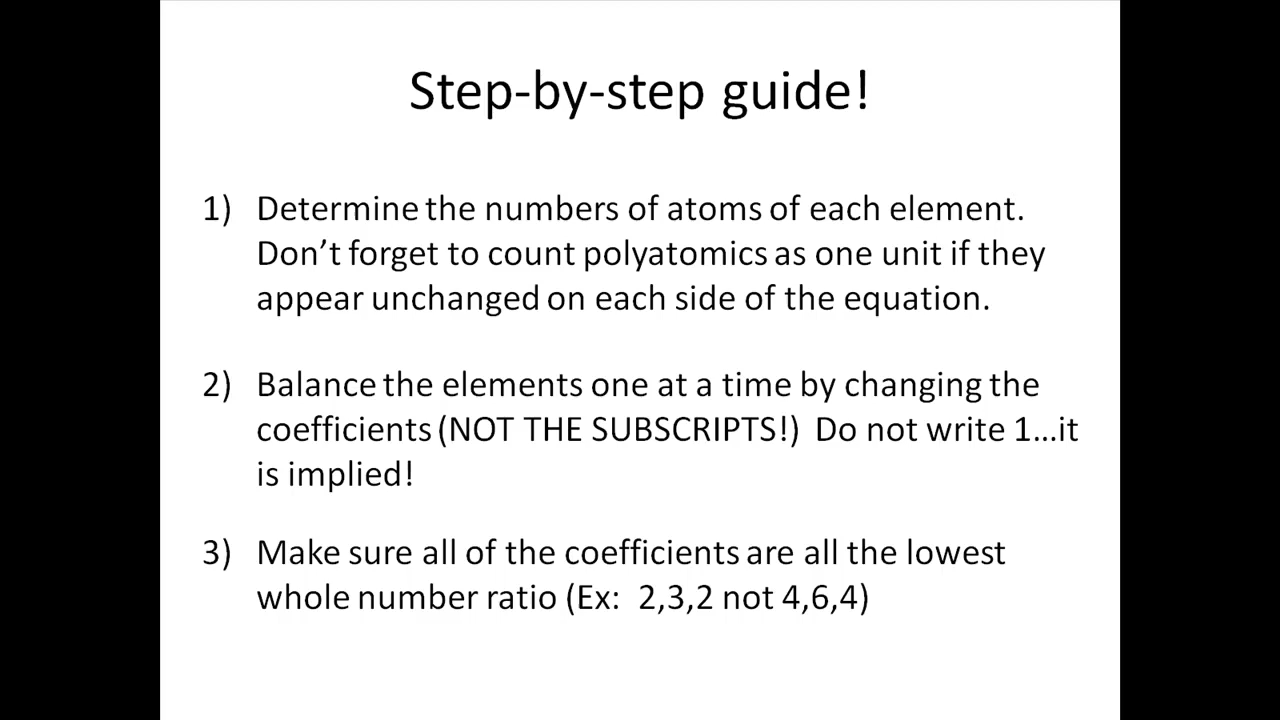 Step-by-step guide!
1) Determine the numbers of atoms of each element.
Don’t forget to count polyatomics as one unit if they
appear unchanged on each side of the equation.
2) Balance the elements one at a time by changing the
coefficients (NOT THE SUBSCRIPTS!)  Do not write 1…it
is implied!
3) Make sure all of the coefficients are all the lowest
whole number ratio (Ex:  2,3,2 not 4,6,4)